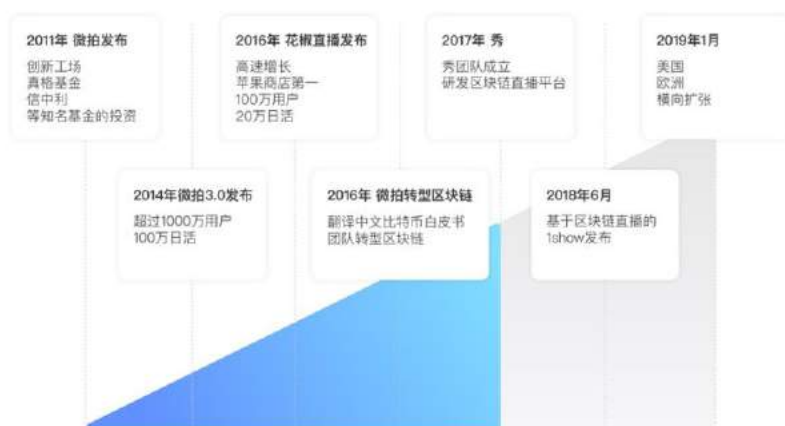 2011年 微拍发布
创新工场
真格基金
信中利
等知名基金的投资
2014年微拍3.0发布
超过1000万用户
100万日活
2016年 花椒直播发布
高速增长
苹果商店第一
100万用户
20万日活
2016年 微拍转型区块链
翻译中文比特币白皮书
团队转型区块链
2017年 秀
秀团队成立
研发区块链直播平台
2018年6月
基于区块链直播的
1show发布
2019年1月
美国
欧洲
横向扩张